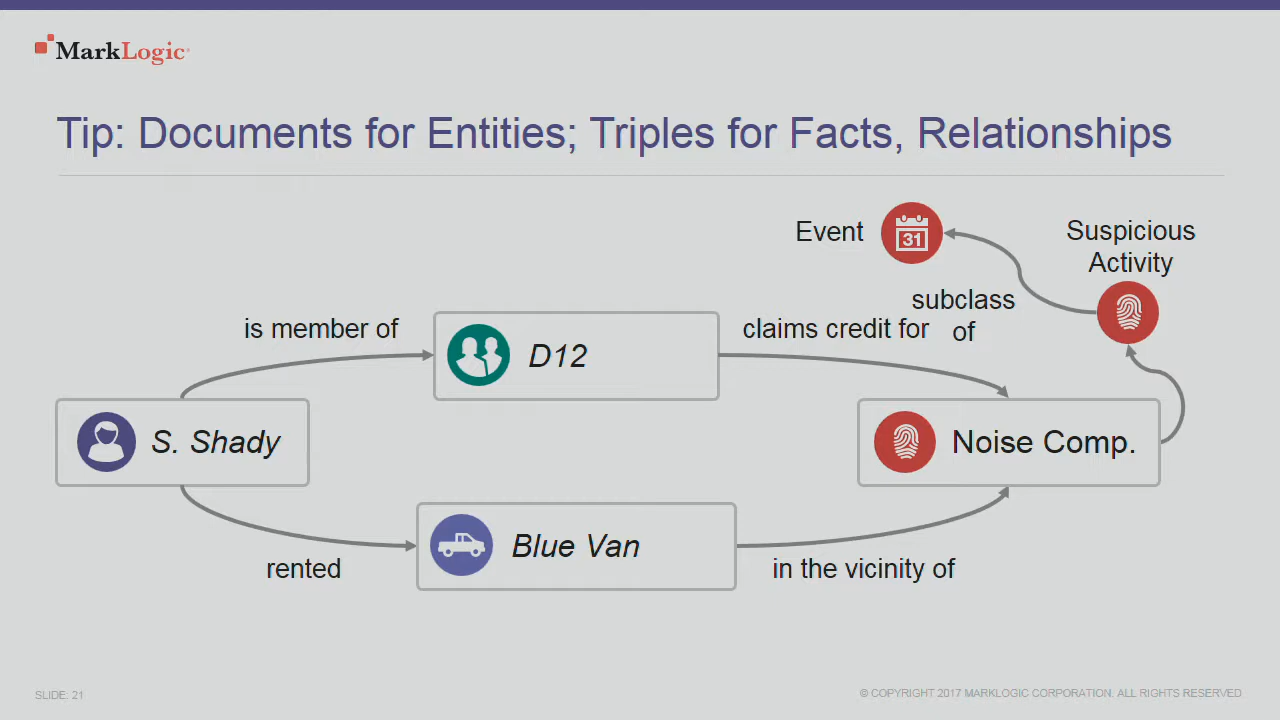 MarkLogic
Tip: Documents for Entities; Triples for Facts, Relationships
Event
31
Suspicious
Activity
subclass
of
is member of
D12
claims credit for
S. Shady
Noise Comp.
rented
Blue Van
in the vicinity of
SLIDE: 21
© COPYRIGHT 2017 MARKLOGIC CORPORATION. ALL RIGHTS RESERVED